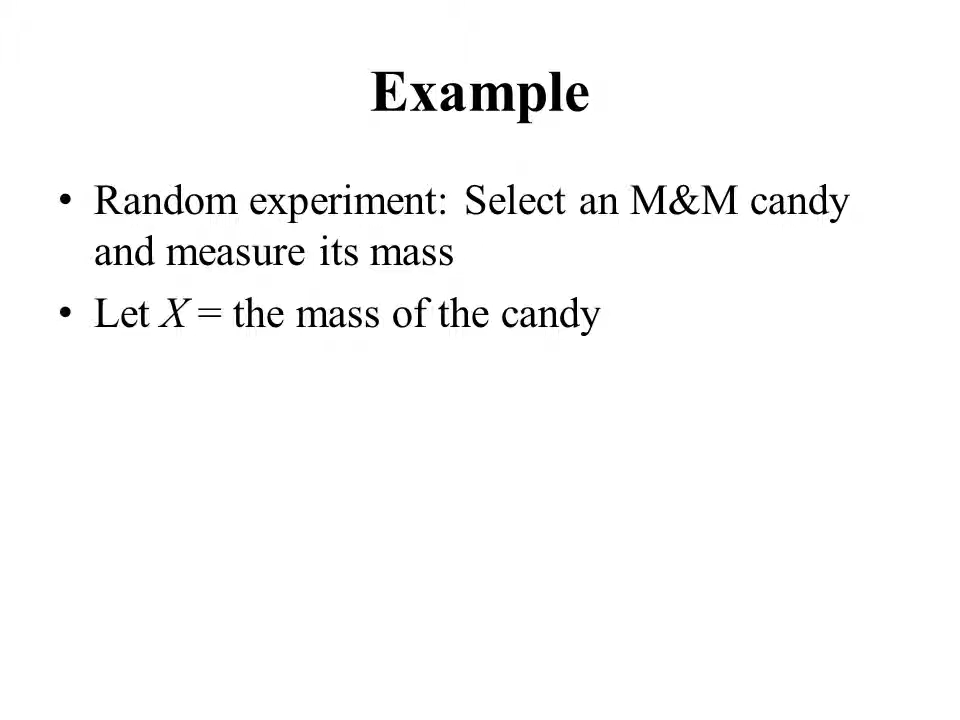 Example
• Random experiment: Select an M&M candy
and measure its mass
• Let X = the mass of the candy